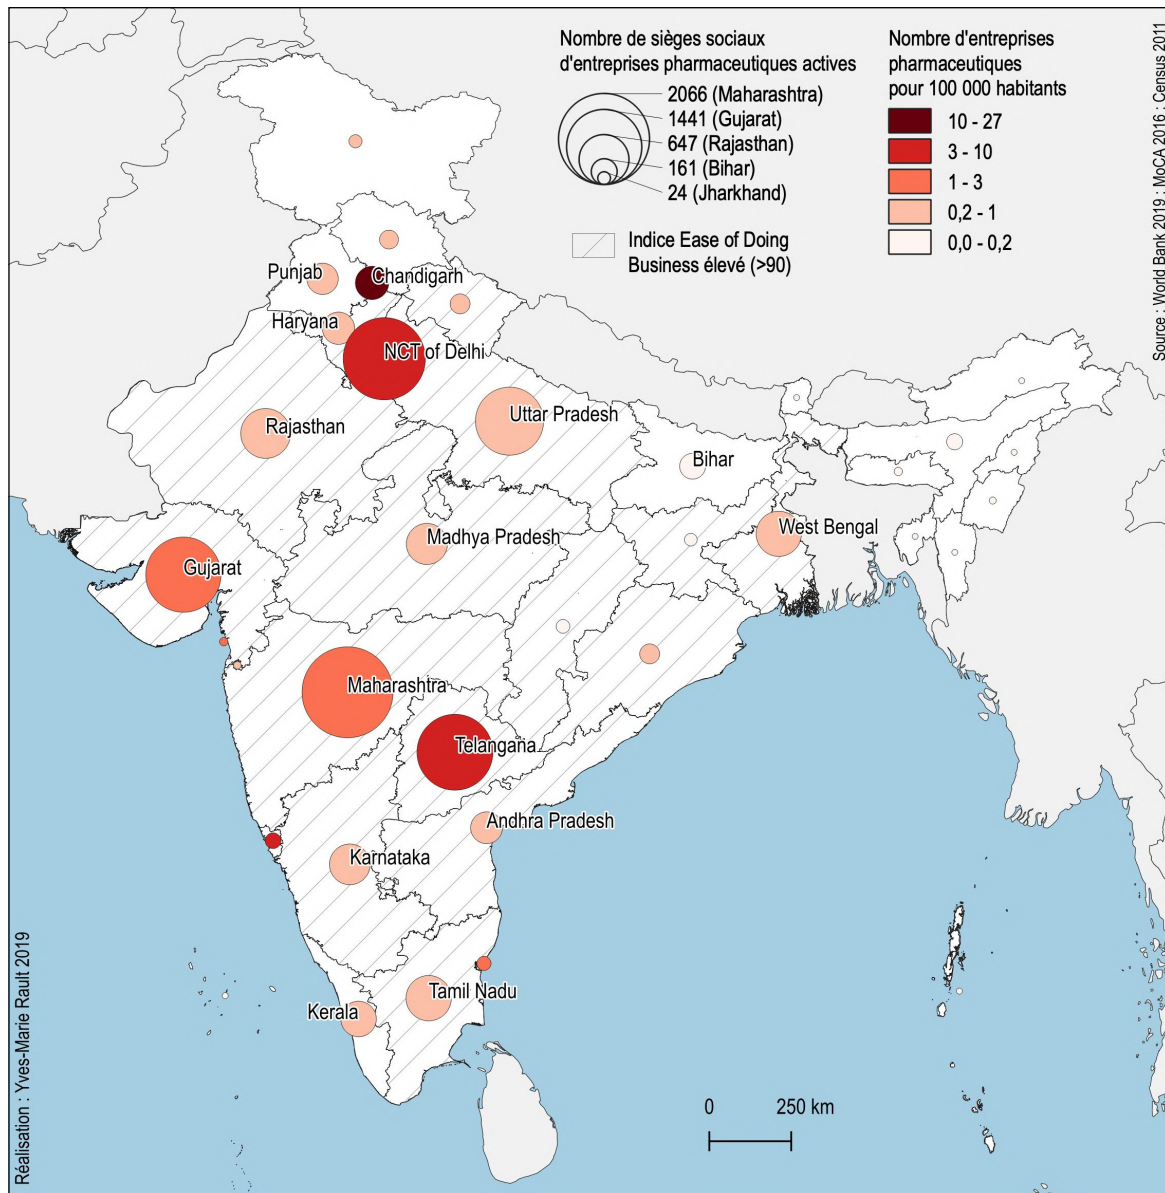 Nombre de sièges sociaux
d'entreprises pharmaceutiques actives
2066 (Maharashtra)
1441 (Gujarat)
647 (Rajasthan)
161 (Bihar)
24 (Jharkhand)
Indice Ease of Doing
Business élevé (>90)
Nombre d'entreprises
pharmaceutiques
pour 100 000 habitants
10 - 27
3 - 10
1 - 3
0,2 - 1
0,0 - 0,2
Source : World Bank 2019 ; MoCA 2016 ; Census 2011
Punjab
Chandigarh
Haryana
NCT of Delhi
Rajasthan
Uttar Pradesh
Bihar
Madhya Pradesh
West Bengal
Gujarat
Maharashtra
Telangana
Andhra Pradesh
Karnataka
Tamil Nadu
Kerala
0 250 km
Réalisation : Yves-Marie Rault 2019